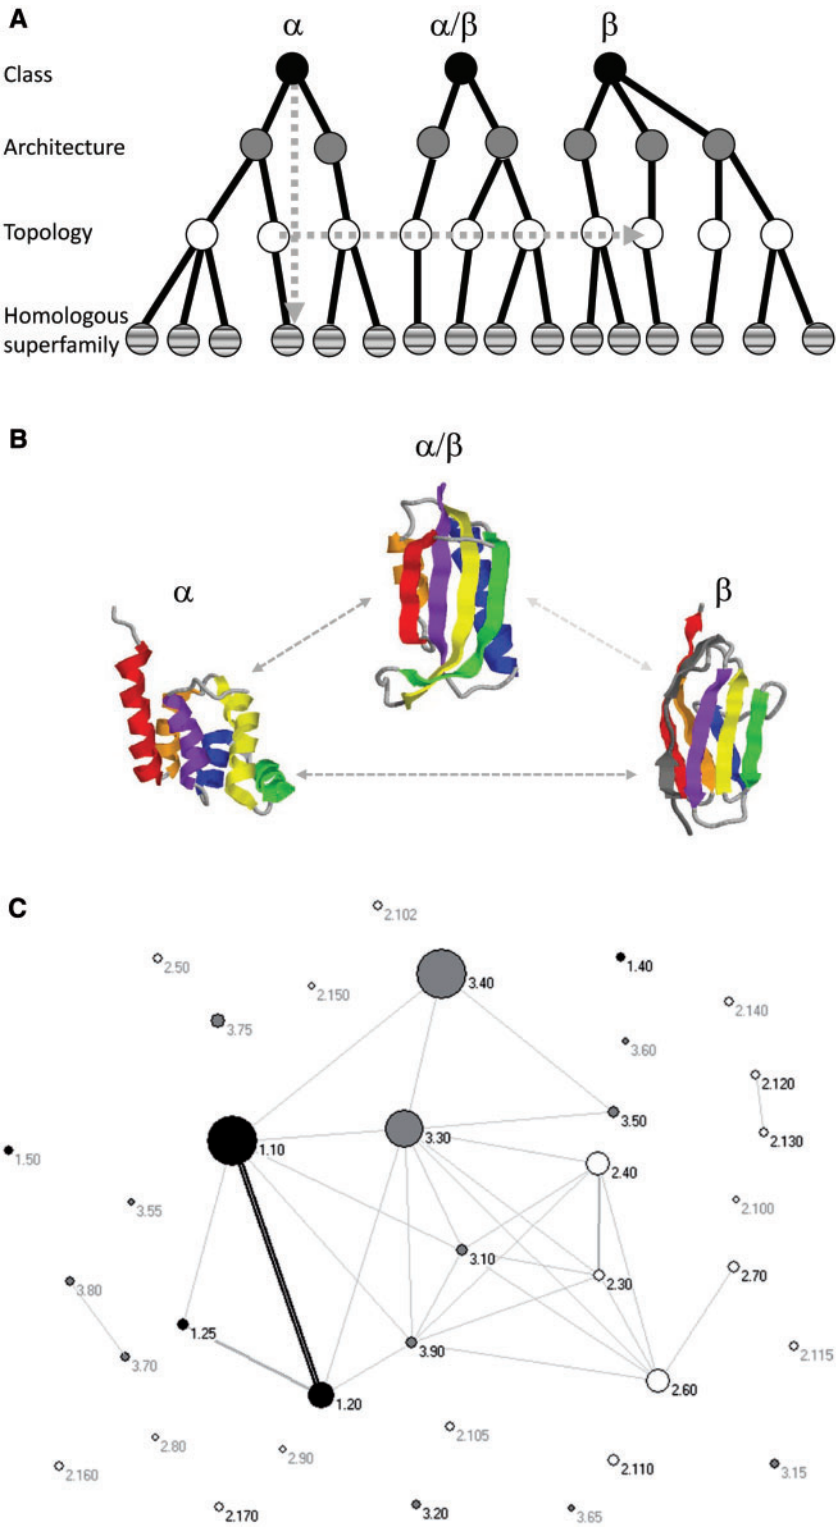 A
α
α/β
β
Class
Architecture
Topology
Homologous
superfamily
B
α/β
α
β
C
2.102
2.50
3.40
1.40
2.150
2.140
3.75
3.60
2.120
3.50
3.30
2.130
1.10
1.50
2.40
3.55
2.100
3.10
2.70
3.80
2.30
1.25
3.90
2.115
3.70
2.60
1.20
2.105
2.80
2.90
2.110
2.160
3.15
2.170
3.20
3.65